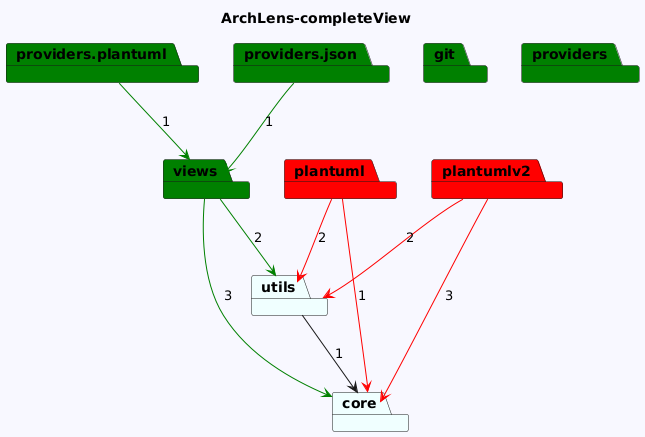 ArchLens-completeView
providers.plantuml
providers.json
git
providers
1
1
views
plantuml
plantumlv2
2
2
2
utils
3
1
3
1
core